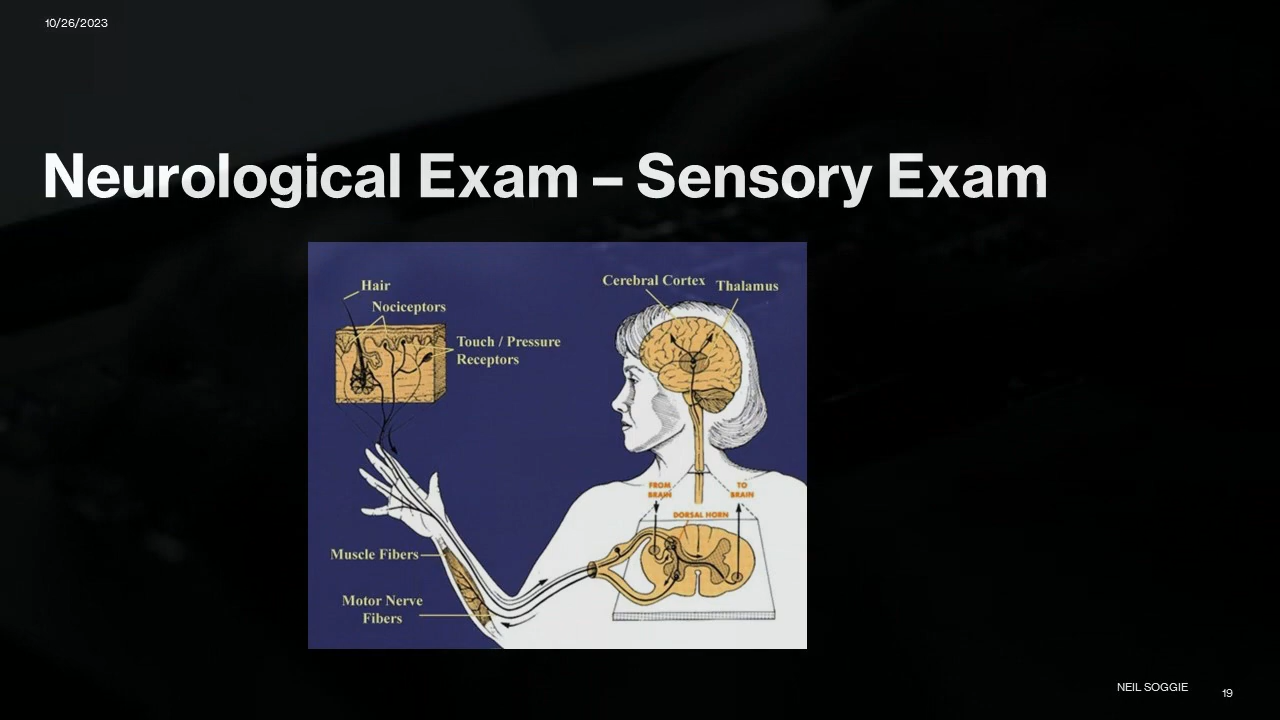 10/26/2023
Neurological Exam – Sensory Exam
Hair
Nociceptors
Touch / Pressure
Receptors
Cerebral Cortex
Thalamus
FROM
BRAIN
TO
BRAIN
DORSAL HORN
Muscle Fibers
Motor Nerve
Fibers
NEIL SOGGIE
19